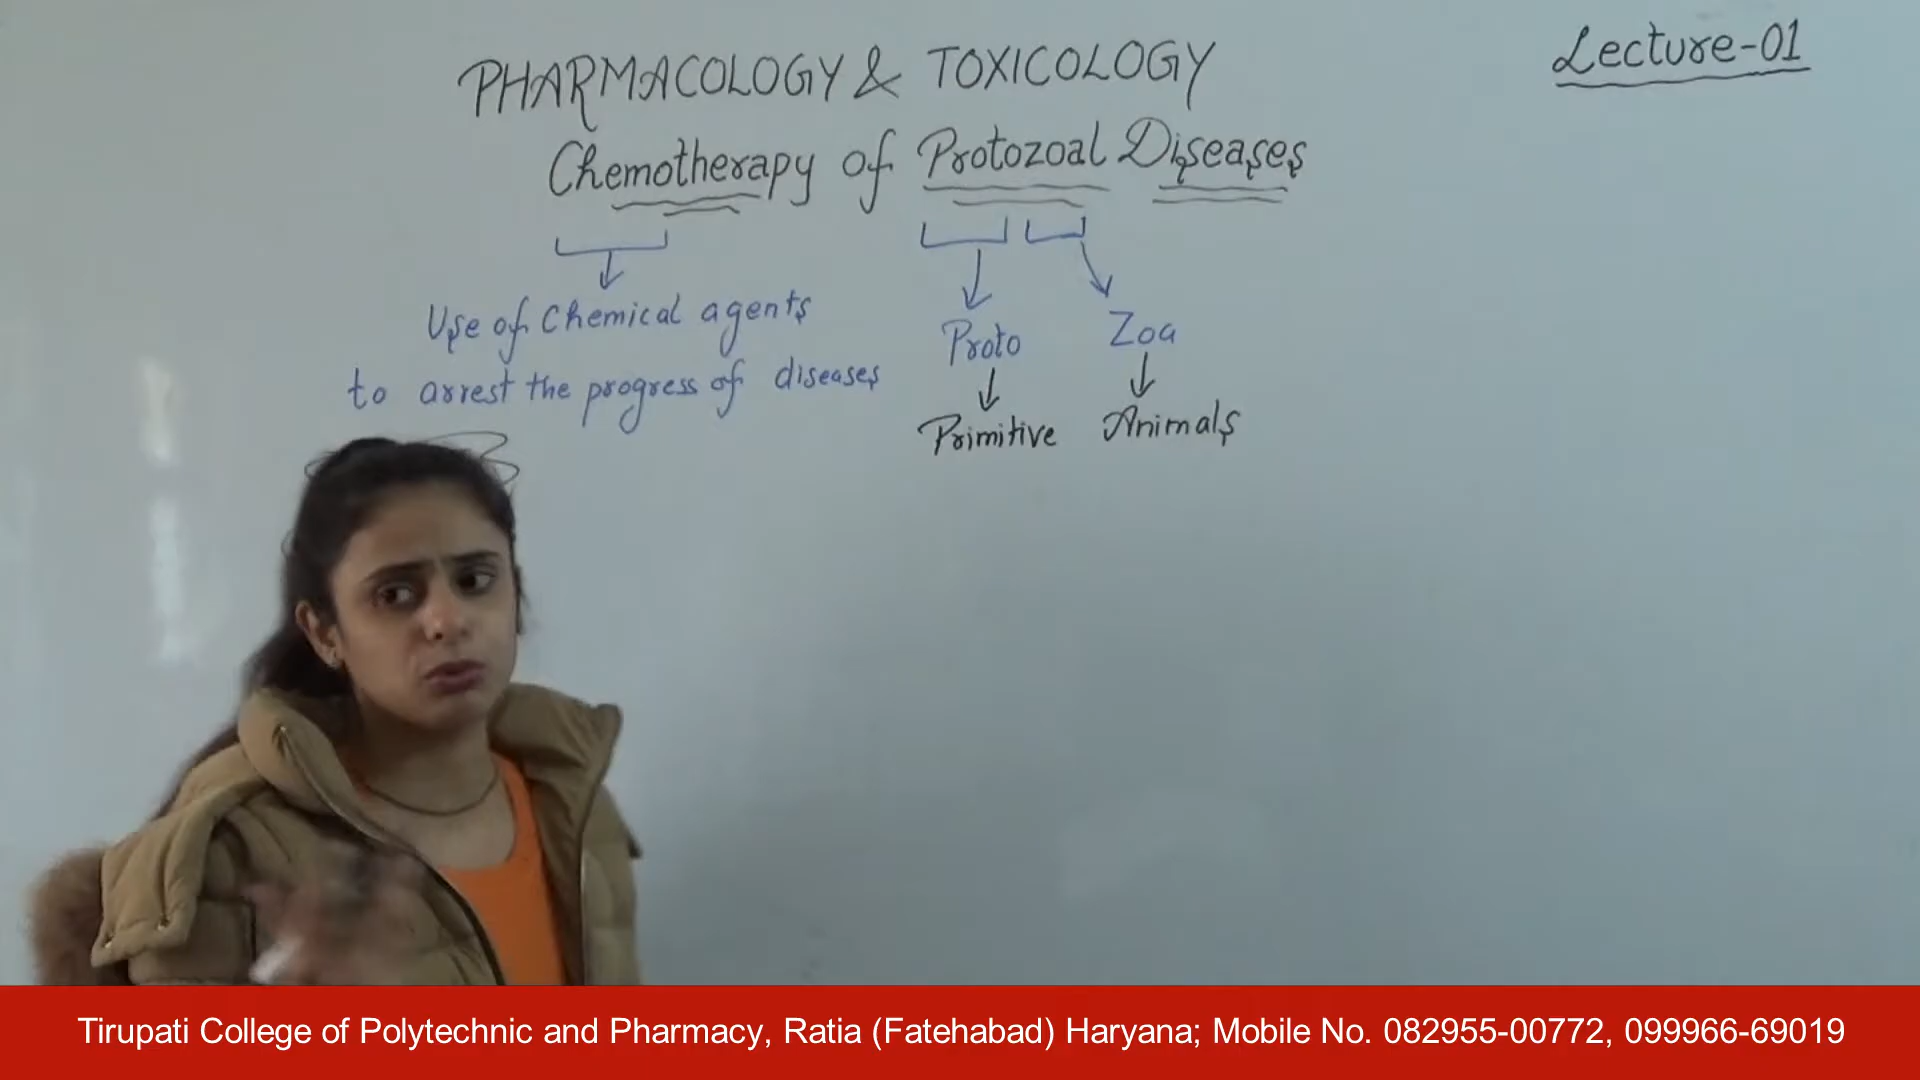 PHARMACOLOGY & TOXICOLOGY
Lecture-01
Chemotherapy of Protozoal Diseases
Use of Chemical agents
to arrest the progress of diseases
Proto
Zoa
Primitive
Animals
Tirupati College of Polytechnic and Pharmacy, Ratia (Fatehabad) Haryana; Mobile No. 082955-00772, 099966-69019